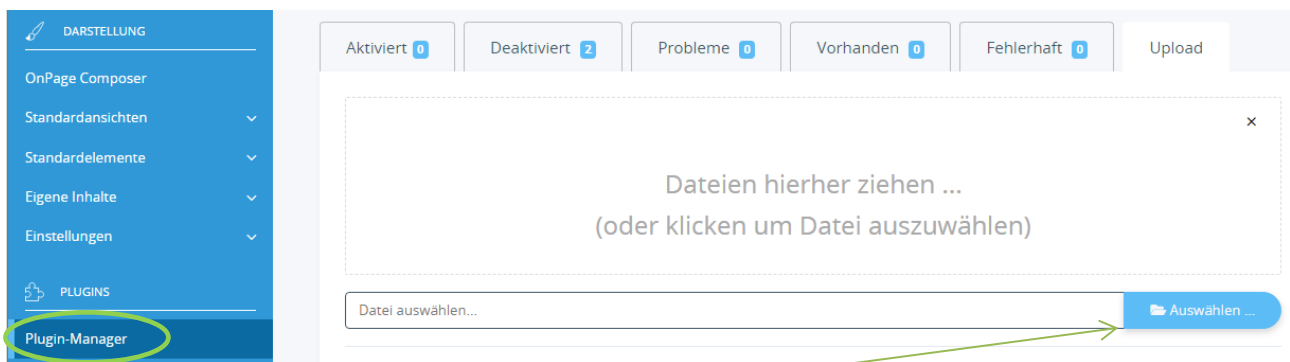 DARSTELLUNG
OnPage Composer
Standardansichten
Standardelemente
Eigene Inhalte
Einstellungen
PLUGINS
Plugin-Manager
Aktiviert 0 Deaktiviert 2 Probleme 0 Vorhanden 0 Fehlerhaft 0 Upload
×
Dateien hierher ziehen ...
(oder klicken um Datei auszuwählen)
Datei auswählen... Auswählen ...